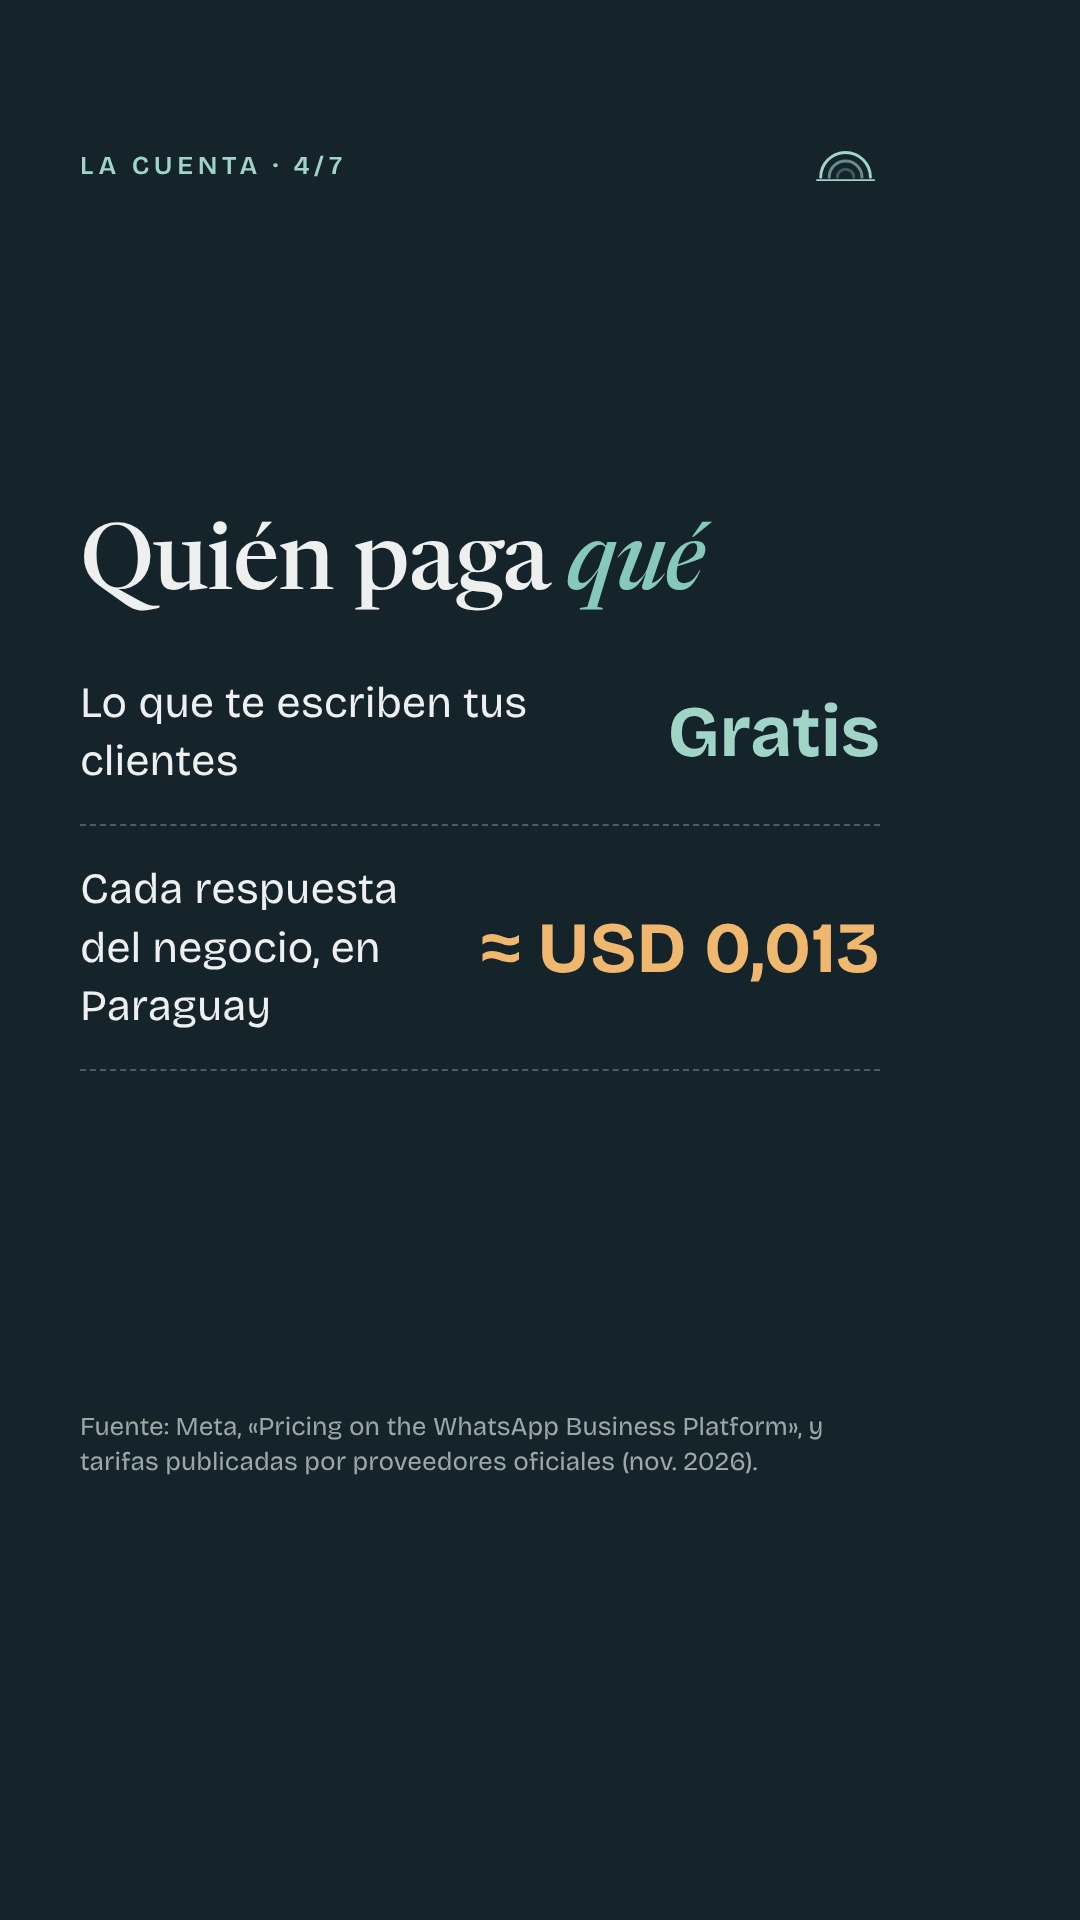 LA CUENTA · 4/7
Quién paga qué
Lo que te escriben tus
clientes
Gratis
Cada respuesta
del negocio, en
Paraguay
≈ USD 0,013
Fuente: Meta, «Pricing on the WhatsApp Business Platform», y
tarifas publicadas por proveedores oficiales (nov. 2026).